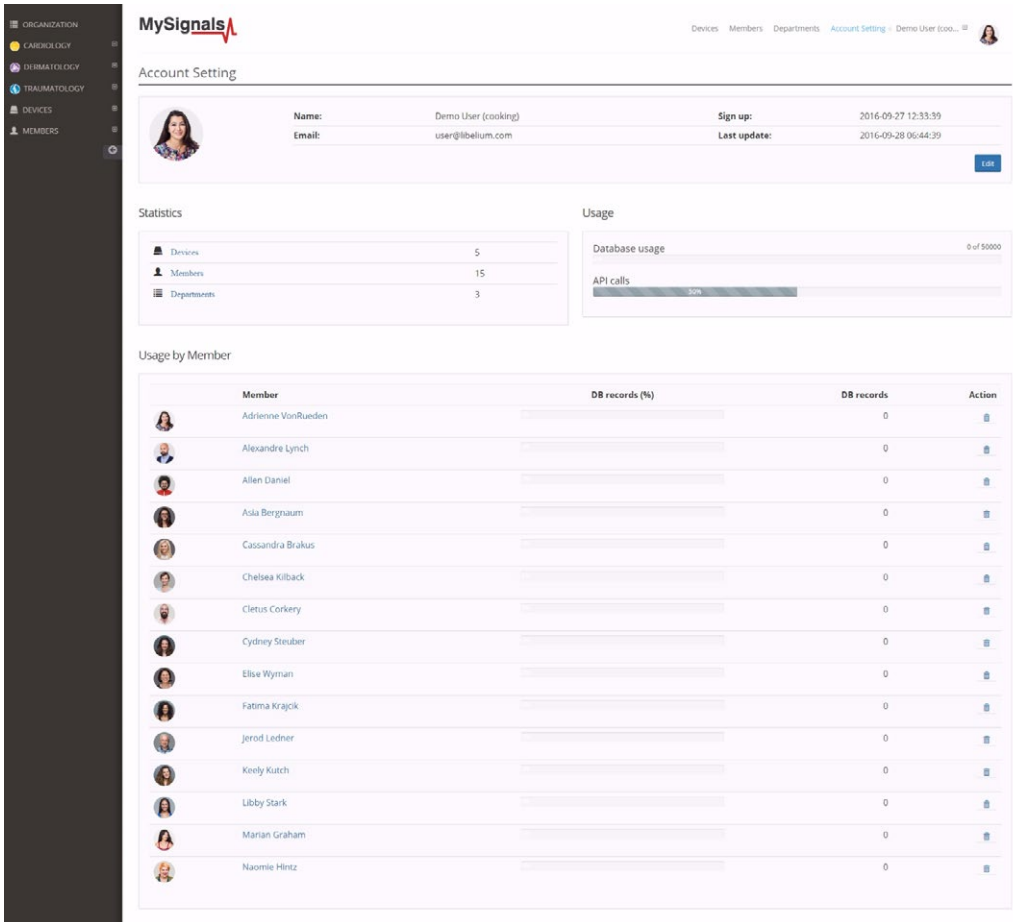 ORGANIZATION
CARDIOLOGY
DERMATOLOGY
TRAUMATOLOGY
DEVICES
MEMBERS
MySignals
Devices Members Departments Account Setting Demo User (coo...
Account Setting
Name: Demo User (cooking) Sign up: 2016-09-27 12:33:39
Email: user@libelium.com Last update: 2016-09-28 06:44:39
Edit
Statistics
Devices 5
Members 15
Departments 3
Usage
Database usage 0 of 50000
API calls
50%
Usage by Member
Member DB records (%) DB records Action
Adrienne VonRueden 0
Alexandre Lynch 0
Allen Daniel 0
Asia Bergnaum 0
Cassandra Brakus 0
Chelsea Kilback 0
Cletus Corkery 0
Cydney Steuber 0
Elise Wyman 0
Fatima Krajcik 0
Jerod Ledner 0
Keely Kutch 0
Libby Stark 0
Marian Graham 0
Naomie Hintz 0